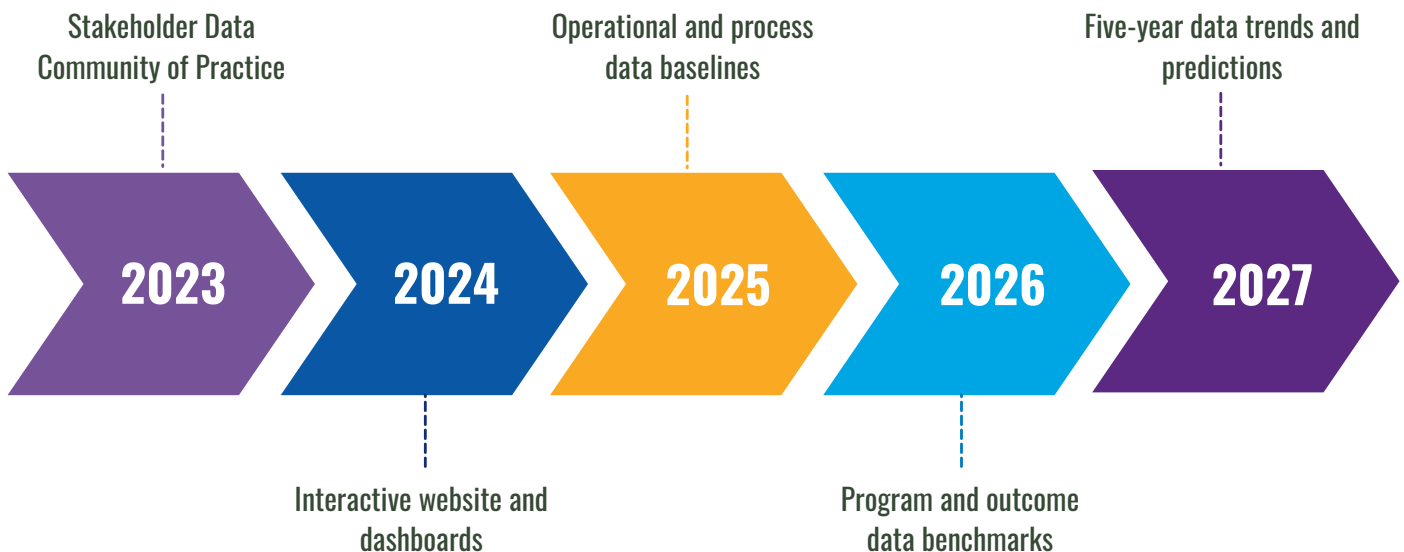 Stakeholder Data
Community of Practice
Operational and process
data baselines
Five-year data trends and
predictions
2023
2024
2025
2026
2027
Interactive website and
dashboards
Program and outcome
data benchmarks